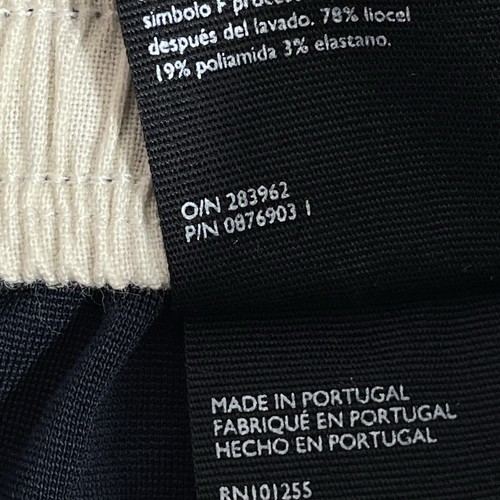 símbolo F
después del lavado. 78% liocel
19% poliamida 3% elastano.
O/N 283962
P/N 0876903 1
MADE IN PORTUGAL
FABRIQUÉ EN PORTUGAL
HECHO EN PORTUGAL
RN101255